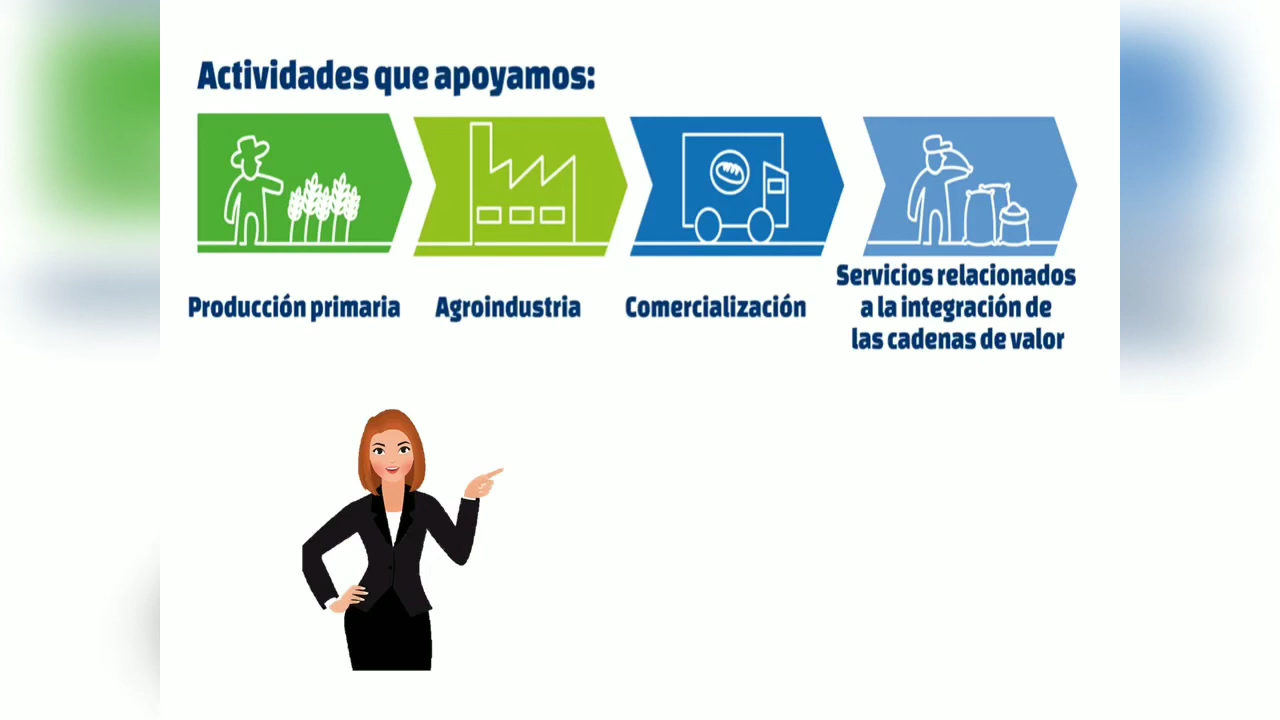 Actividades que apoyamos:
Producción primaria
Agroindustria
Comercialización
Servicios relacionados
a la integración de
las cadenas de valor